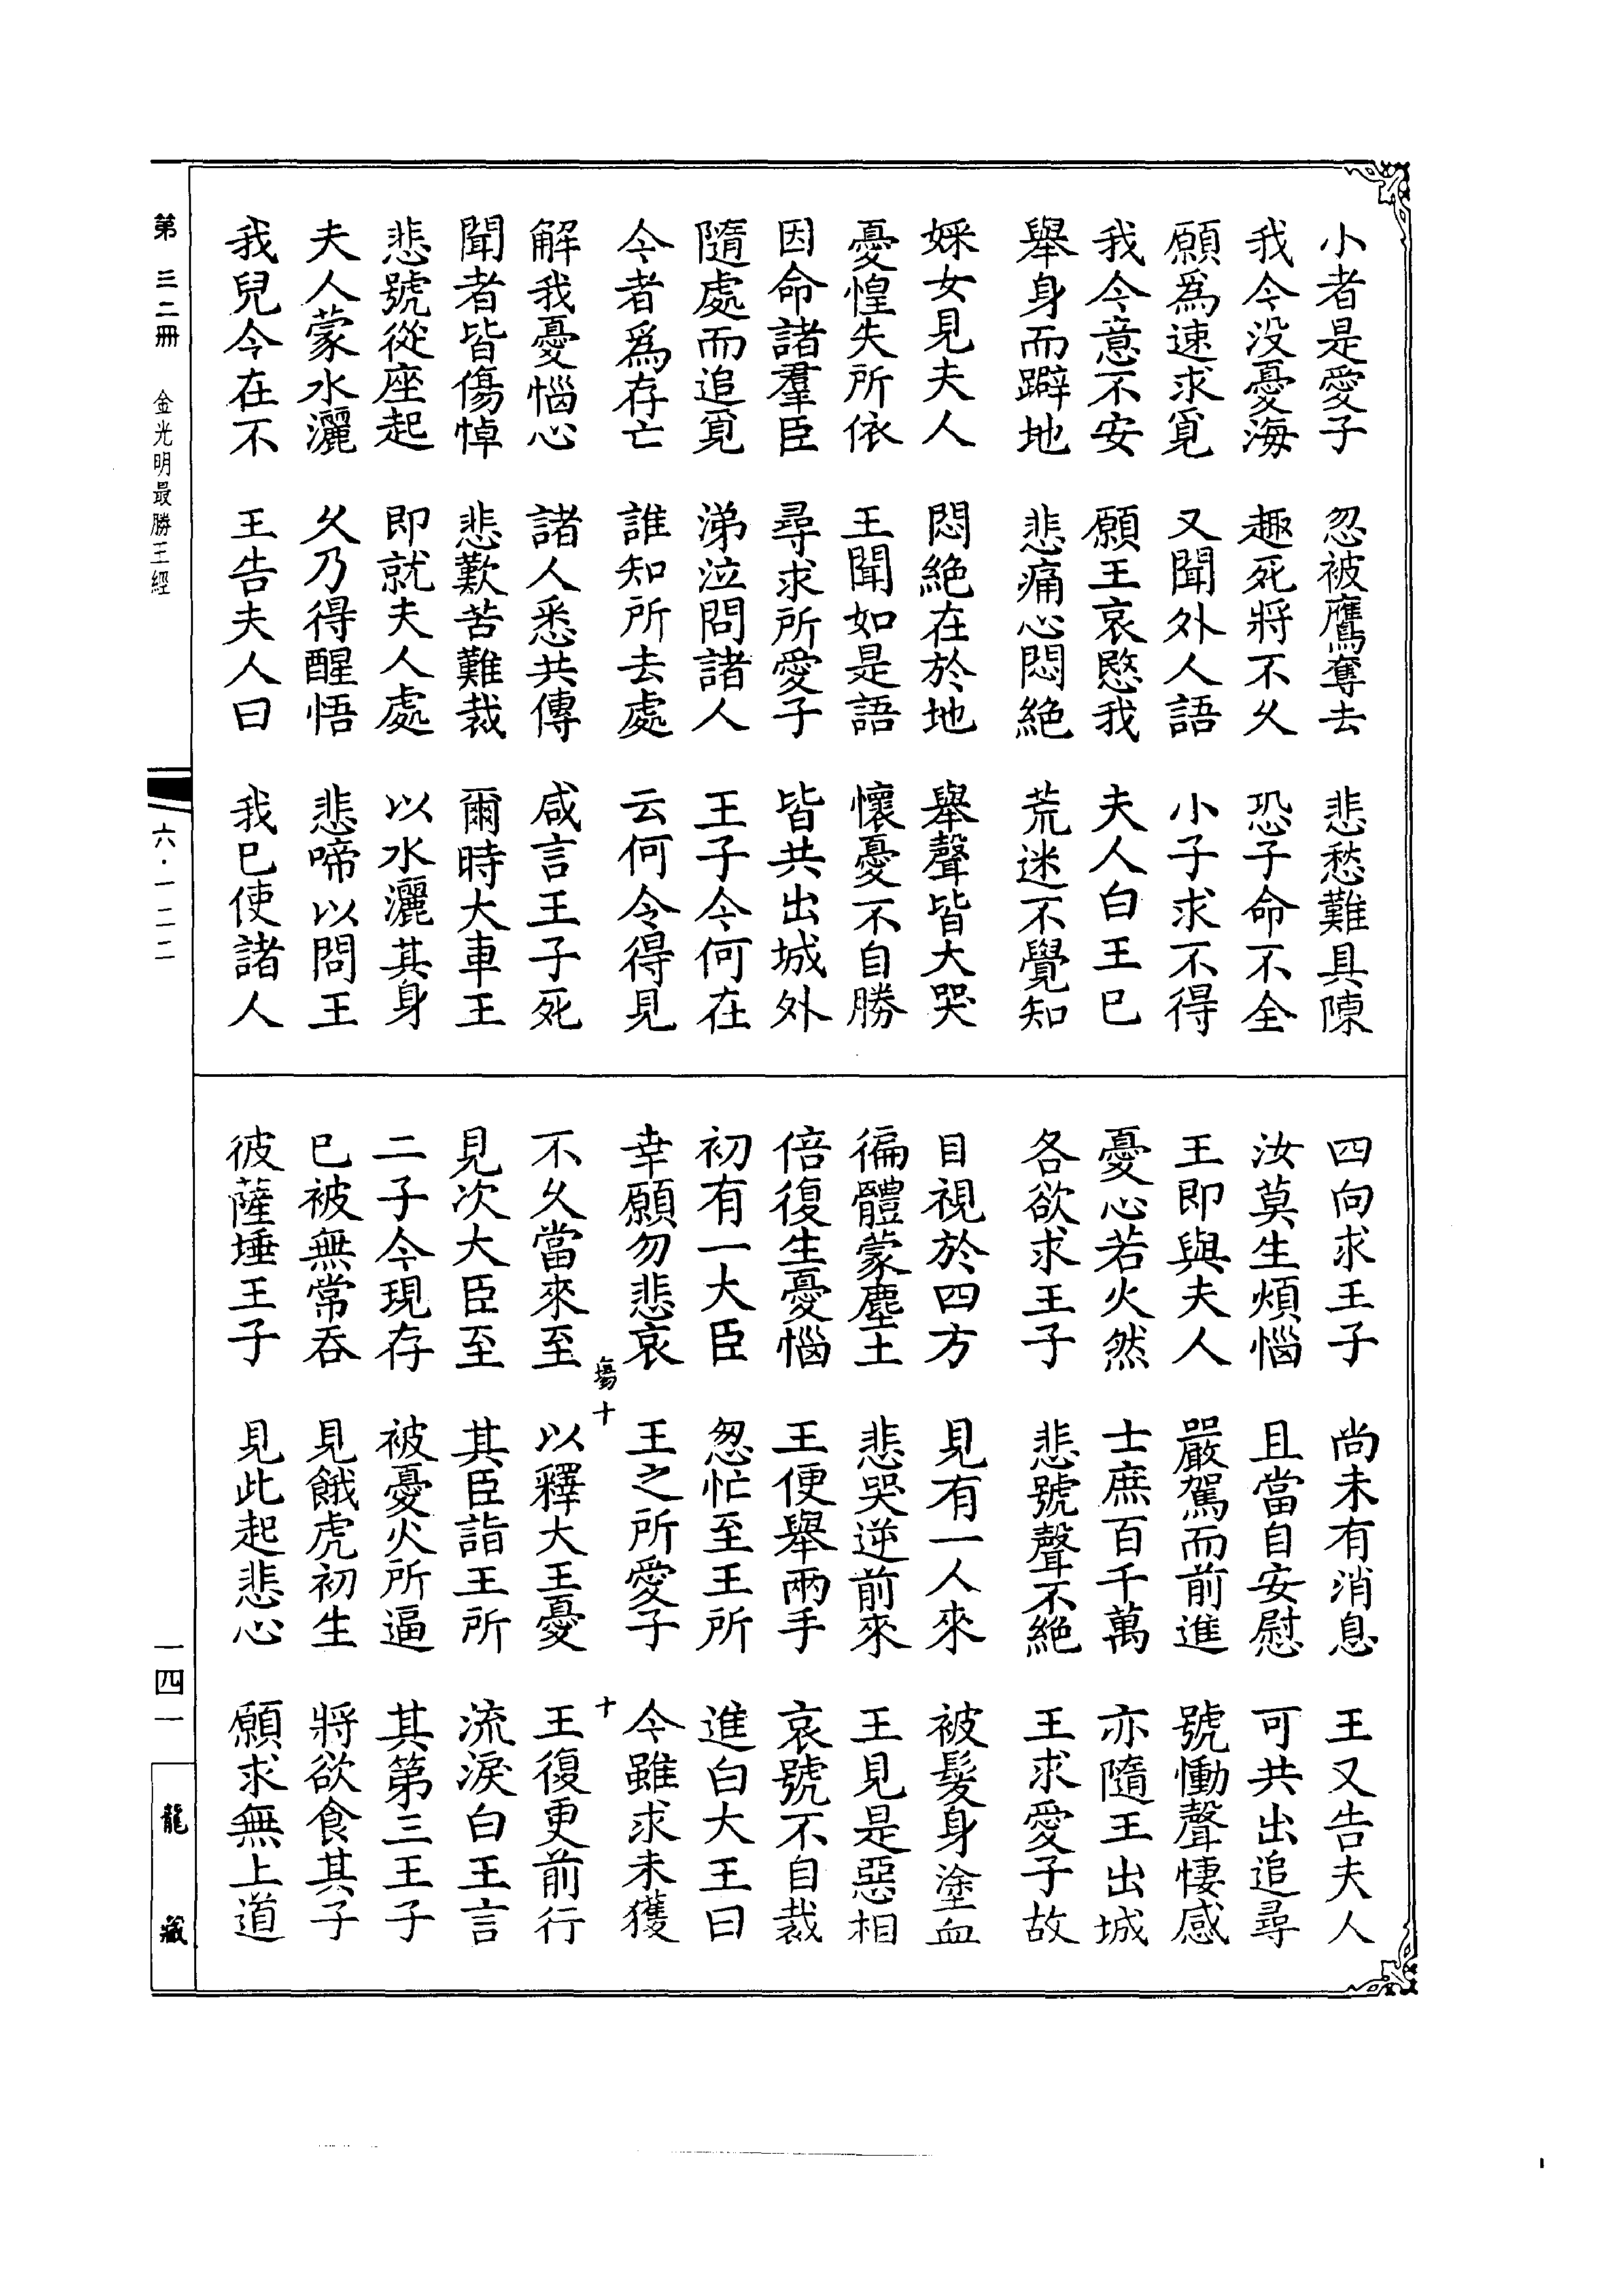 小者是愛子　忽被鷹奪去　悲愁難具陳
我今没憂海　趣死將不久　恐子命不全
願爲速求覓　又聞外人語　小子求不得
我今意不安　願王哀愍我　夫人白王已
舉身而躃地　悲痛心悶絶　荒迷不覺知
婇女見夫人　悶絶在於地　舉聲皆大哭
憂惶失所依　王聞如是語　懷憂不自勝
因命諸羣臣　尋求所愛子　皆共出城外
隨處而追覓　涕泣問諸人　王子今何在
今者爲存亡　誰知所去處　云何令得見
解我憂惱心　諸人悉共傳　咸言王子死
聞者皆傷悼　悲歎苦難裁　爾時大車王
悲號從座起　即就夫人處　以水灑其身
夫人蒙水灑　久乃得醒悟　悲啼以問王
我兒今在不　王告夫人曰　我已使諸人
四向求王子　尚未有消息　王又告夫人
汝莫生煩惱　且當自安慰　可共出追尋
王即與夫人　嚴駕而前進　號慟聲悽感
憂心若火然　士庶百千萬　亦隨王出城
各欲求王子　悲號聲不絶　王求愛子故
目視於四方　見有一人來　被髮身塗血
徧體蒙塵土　悲哭逆前來　王見是惡相
倍復生憂惱　王便舉兩手　哀號不自裁
初有一大臣　怱忙至王所　進白大王曰
幸願勿悲哀　王之所愛子　今雖求未獲
傷十　十
不久當來至　以釋大王憂　王復更前行
見次大臣至　其臣詣王所　流淚白王言
二子今現存　被憂火所逼　其第三王子
已被無常吞　見餓虎初生　將欲食其子
彼薩埵王子　見此起悲心　願求無上道
第三二冊　金光明最勝王經
六·一二二
一四一
龍藏